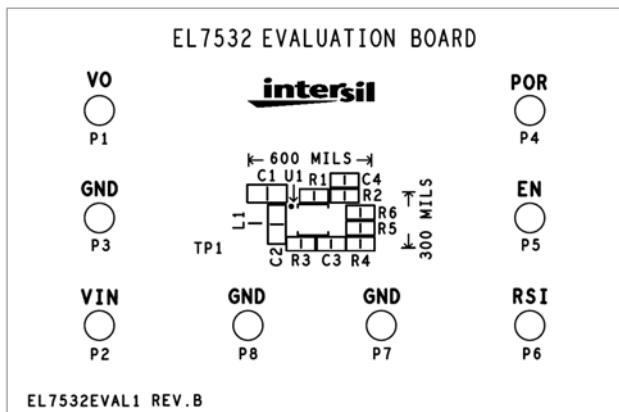 EL7532 EVALUATION BOARD
intersil
VO
P1
POR
P4
600 MILS
C1 U1 R1 C4
R2
R6
R5
L1
C2 R3 C3 R4
300 MILS
TP1
GND
P3
EN
P5
VIN
P2
GND
P8
GND
P7
RSI
P6
EL7532EVAL1 REV.B